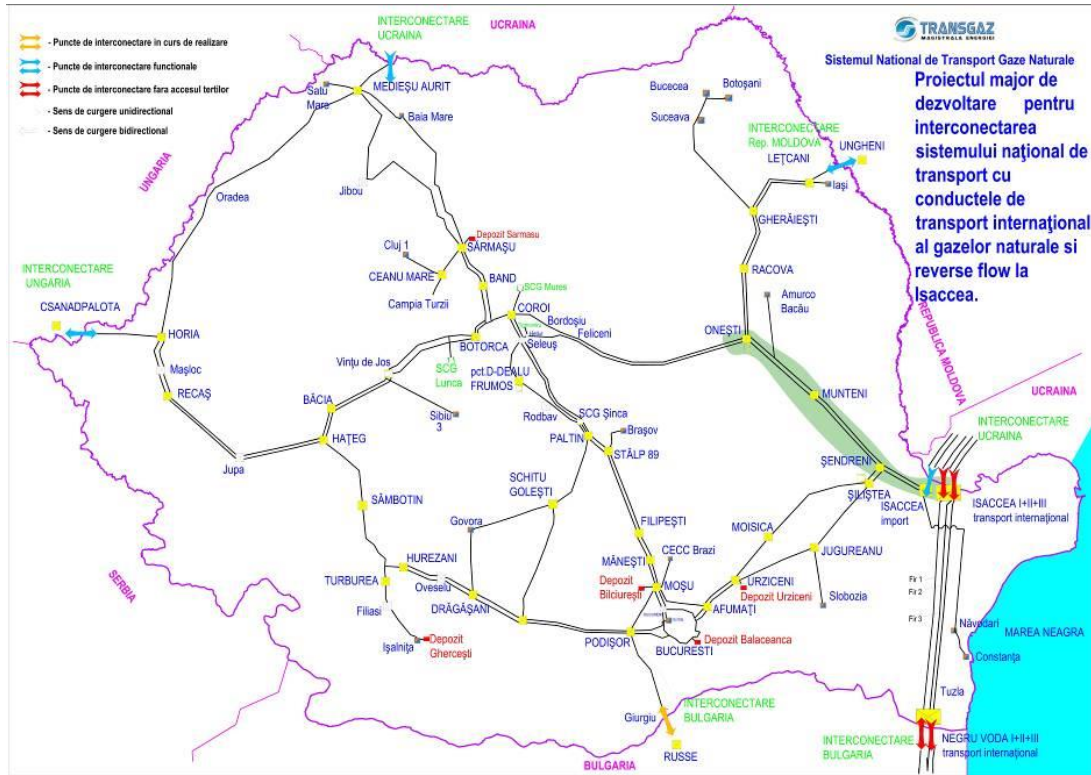 INTERCONECTARE
UCRAINA
UCRAINA
TRANSGAZ
MAGISTRALA ENERGIEI
Sistemul National de Transport Gaze Naturale
Proiectul major de
dezvoltare pentru
interconectarea
sistemului naţional de
transport cu
conductele de
transport internaţional
al gazelor naturale si
reverse flow la
Isaccea.
- Puncte de interconectare in curs de realizare
- Puncte de interconectare functionale
- Puncte de interconectare fara accesul tertilor
- Sens de curgere unidirectional
- Sens de curgere bidirectional
MEDIEŞU AURIT
Satu
Mare
Baia Mare
Bucecea
Botoşani
Suceava
INTERCONECTARE
Rep. MOLDOVA
UNGHENI
LEŢCANI
Iaşi
UNGARIA
Oradea
Jibou
GHERĂIEŞTI
Depozit Sarmasu
SĂRMAŞU
Cluj 1
CEANU MARE
BAND
Campia Turzii
RACOVA
Amurco
Bacău
INTERCONECTARE
UNGARIA
CSANADPALOTA
HORIA
SCG Mures
COROI
Bordoşiu
Feliceni
Seleuş
ONEŞTI
REPUBLICA MOLDOVA
BOTORCA
SCG
Lunca
Vinţu de Jos
pct.D-DEALU
FRUMOS
Maşloc
RECAŞ
BĂCIA
Sibiu
3
Rodbav
SCG Şinca
Braşov
PALTIN
STÂLP 89
MUNTENI
UCRAINA
INTERCONECTARE
UCRAINA
HAŢEG
Jupa
ŞENDRENI
SCHITU
GOLEŞTI
SÂMBOTIN
ŞILIŞTEA
ISACCEA
import
ISACCEA I+II+III
transport internaţional
Govora
FILIPEŞTI
MOISICA
CECC Brazi
MĂNEŞTI
JUGUREANU
HUREZANI
Oveselu
TURBUREA
Depozit
Bilciureşti
MOŞU
URZICENI
Depozit Urziceni
Slobozia
Fir 1
Fir 2
Fir 3
SERBIA
DRĂGĂŞANI
Filiasi
AFUMAŢI
Işalniţa
Depozit
Gherceşti
PODIŞOR
BUCURESTI
Depozit Balaceanca
Năvodari
MAREA NEAGRA
Constanţa
Tuzla
Giurgiu
INTERCONECTARE
BULGARIA
RUSSE
BULGARIA
INTERCONECTARE
BULGARIA
NEGRU VODA I+II+III
transport internaţional